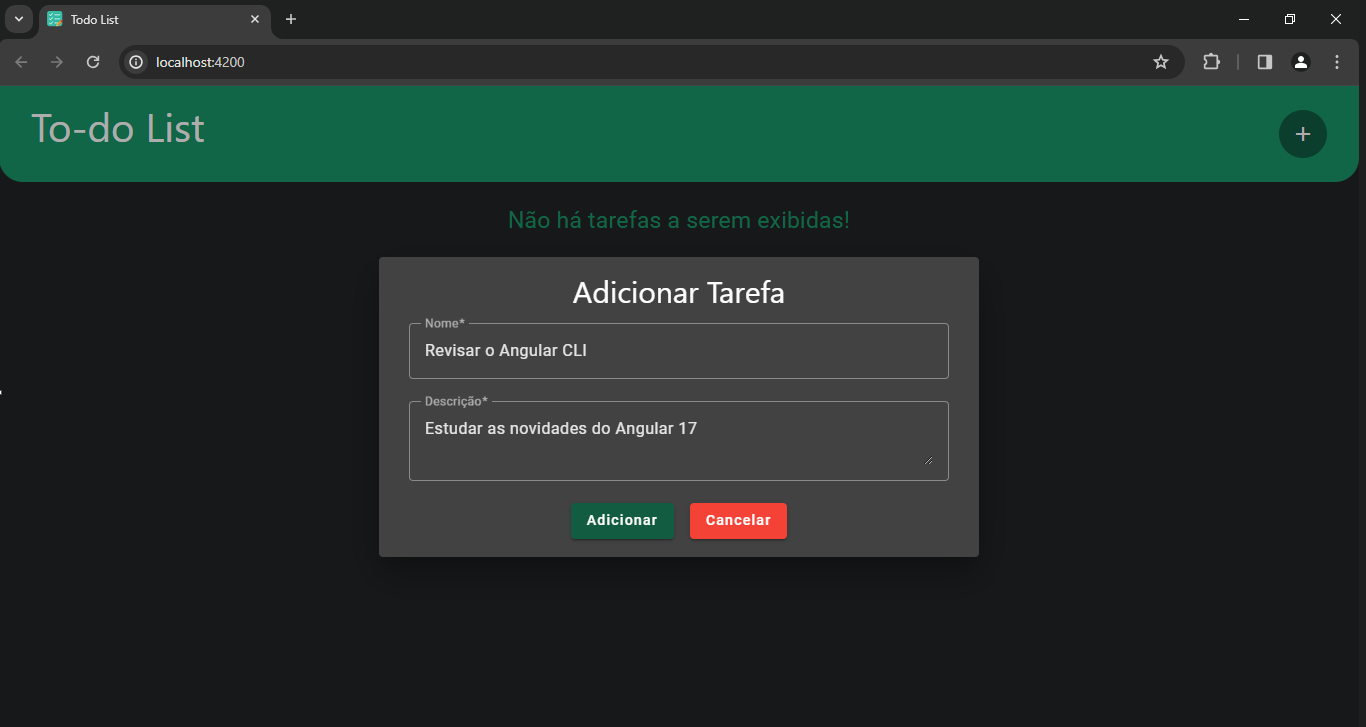 Todo List
localhost:4200
To-do List
+
Não há tarefas a serem exibidas!
Adicionar Tarefa
Nome*
Revisar o Angular CLI
Descrição*
Estudar as novidades do Angular 17
Adicionar Cancelar